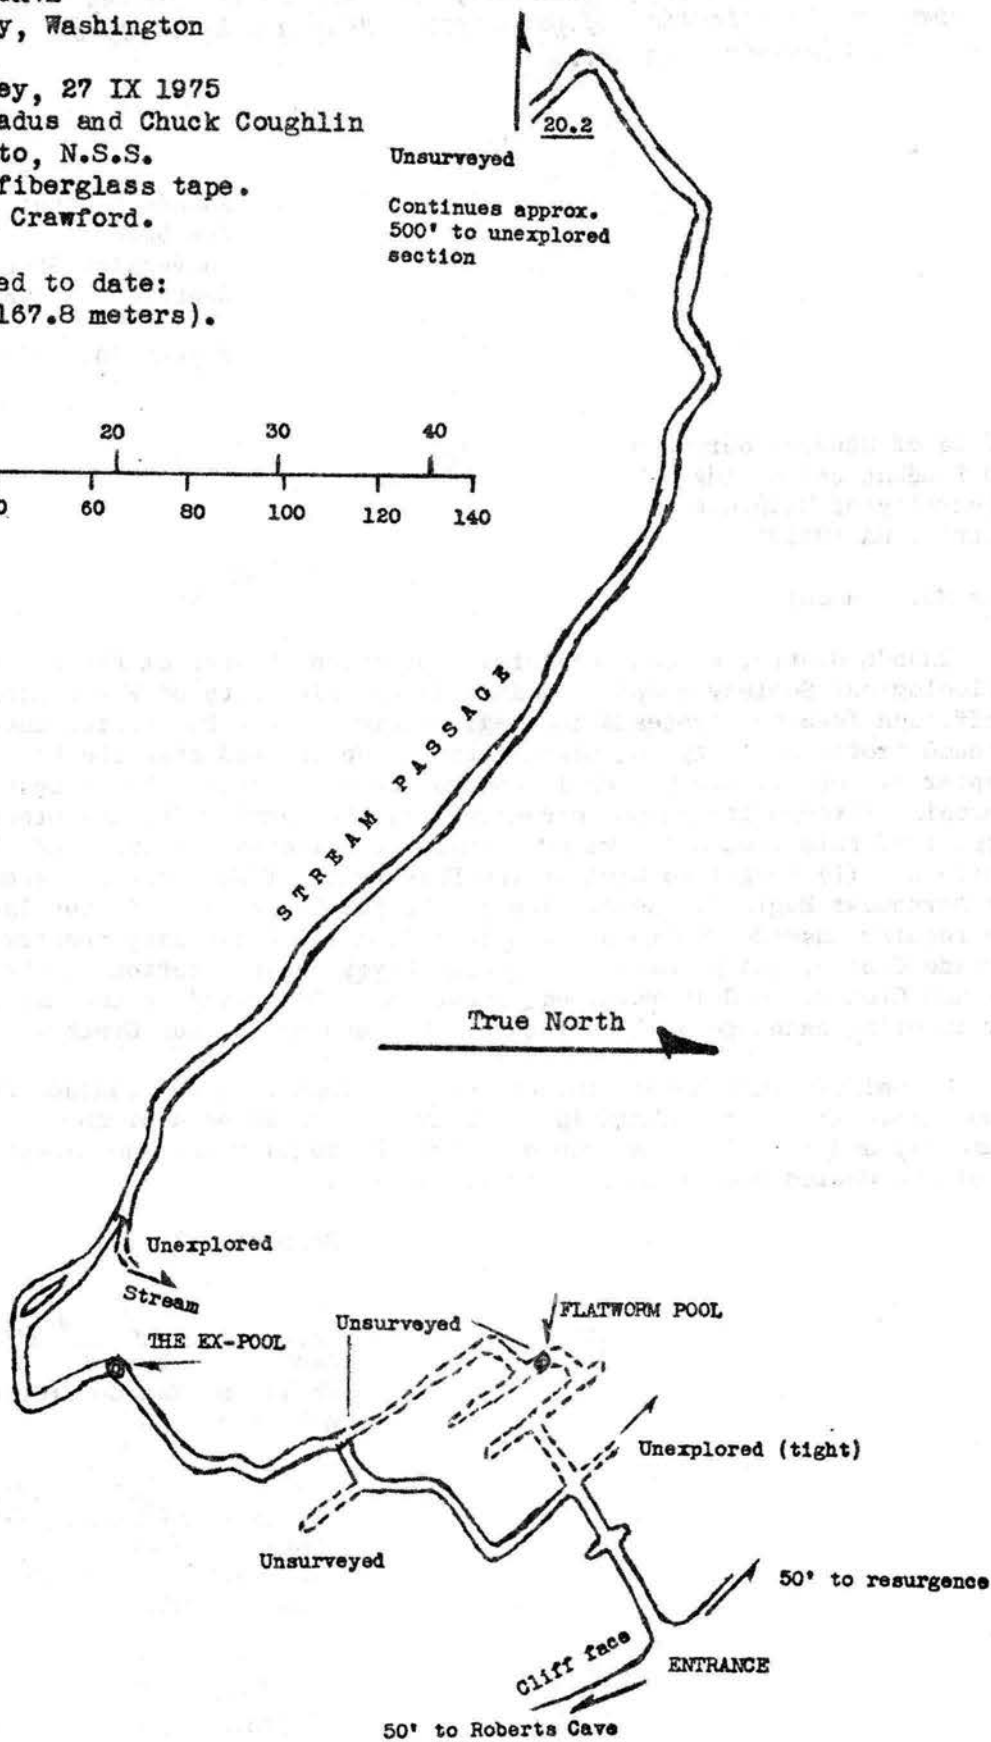 y, Washington
ey, 27 IX 1975
adus and Chuck Coughlin
to, N.S.S.
fiberglass tape.
Crawford.
ed to date:
167.8 meters).
20.2
Unsurveyed
Continues approx.
500' to unexplored
section
20 30 40
60 80 100 120 140
STREAM PASSAGE
True North
Unexplored
Stream
THE EX-POOL
Unsurveyed
FLATWORM POOL
Unexplored (tight)
Unsurveyed
50' to resurgence
Cliff face
ENTRANCE
50' to Roberts Cave